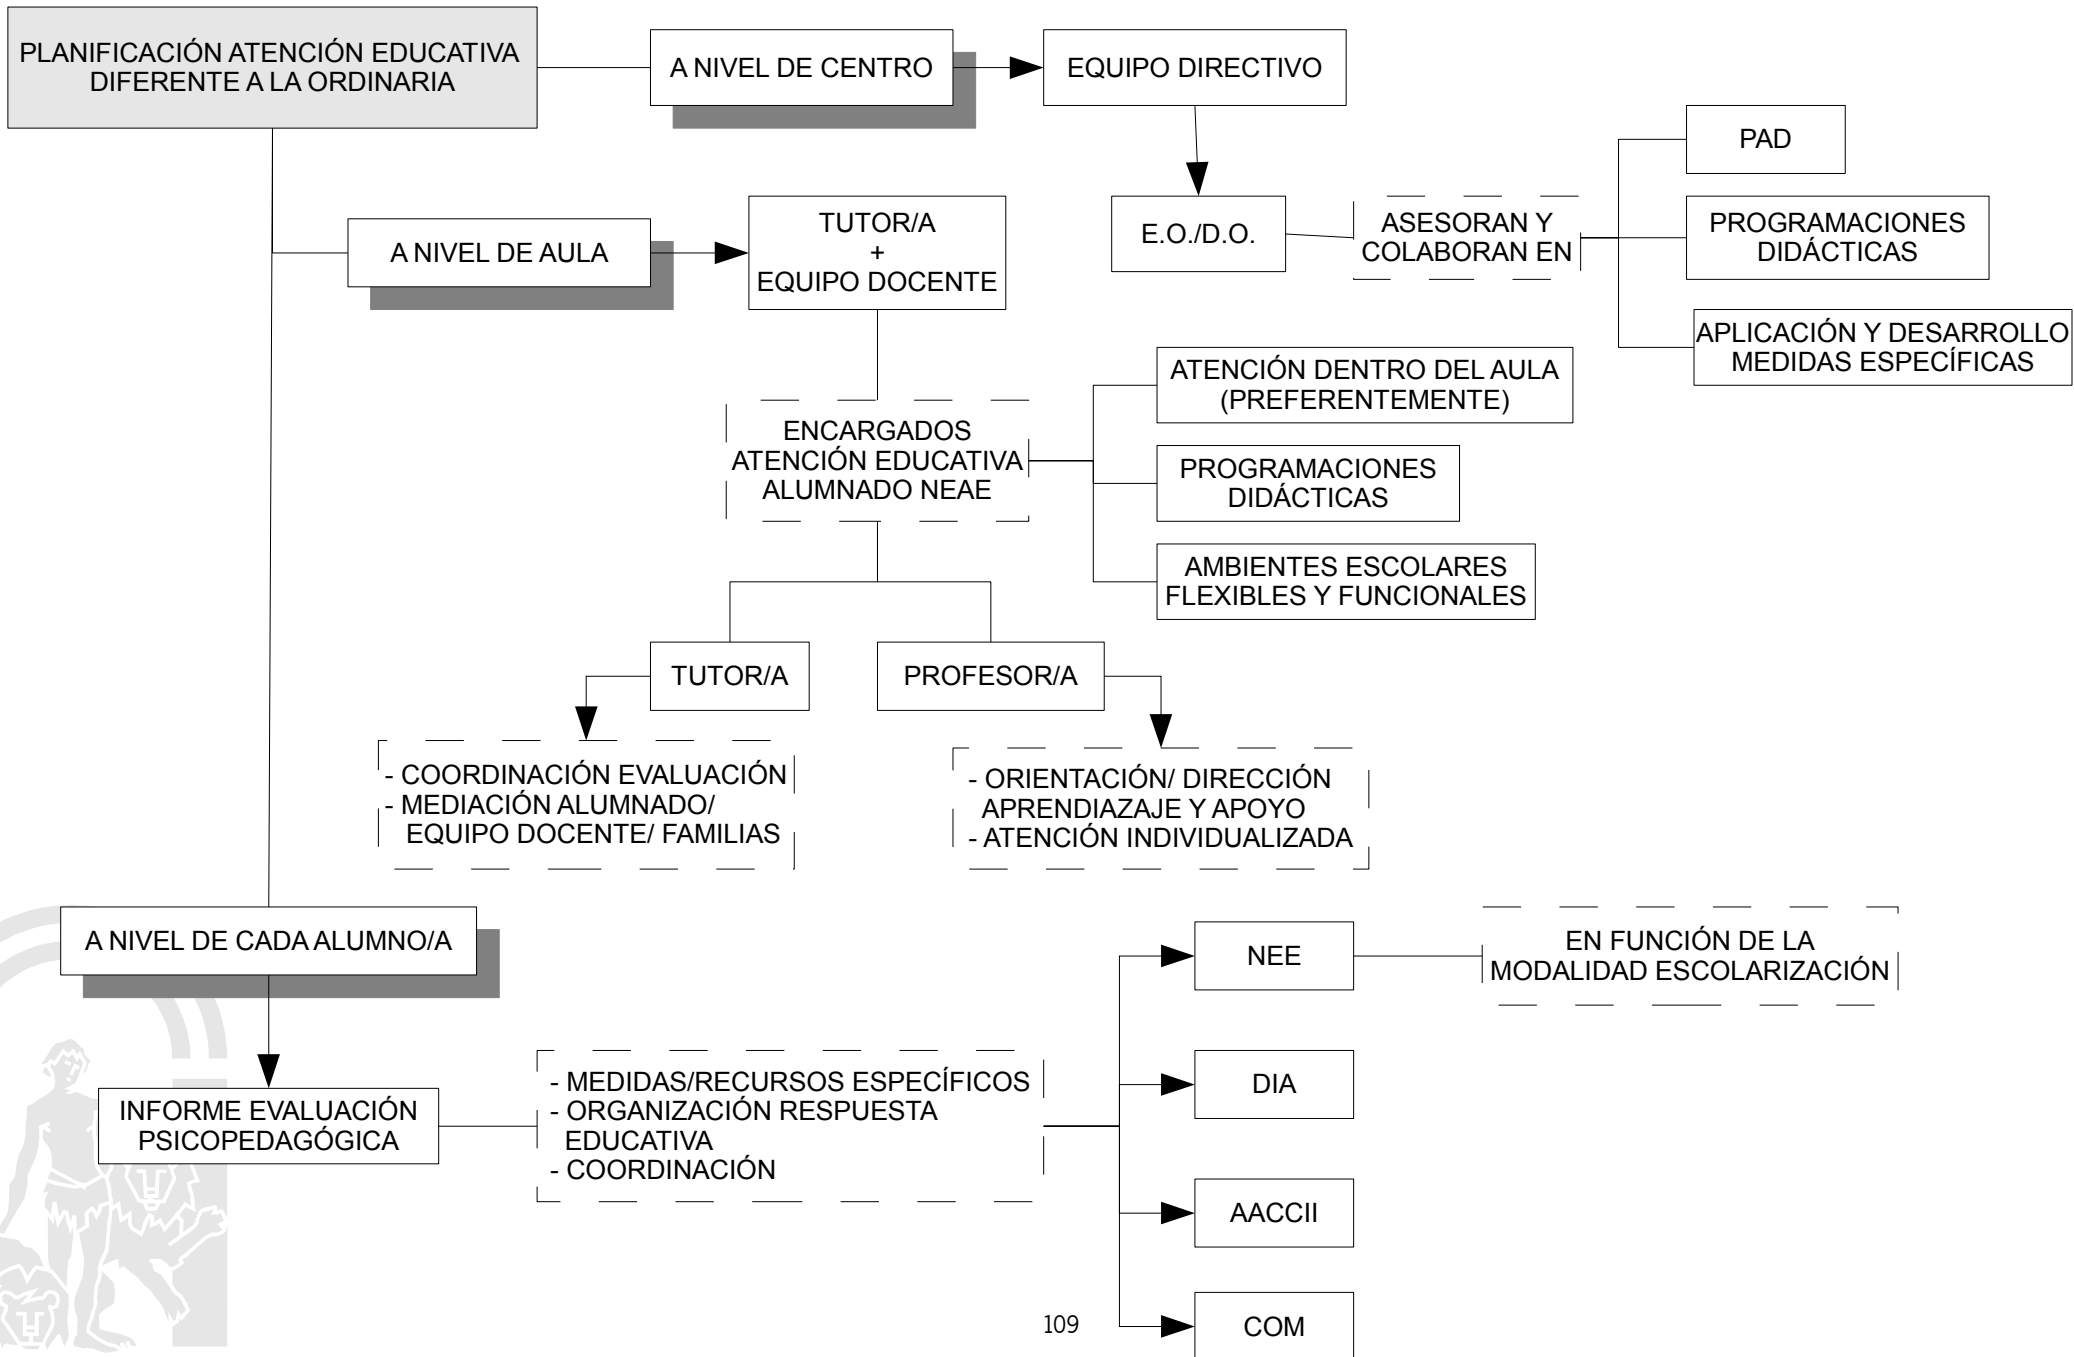 PLANIFICACIÓN ATENCIÓN EDUCATIVA
DIFERENTE A LA ORDINARIA
A NIVEL DE CENTRO
EQUIPO DIRECTIVO
E.O./D.O.
ASESORAN Y
COLABORAN EN
PAD
PROGRAMACIONES
DIDÁCTICAS
APLICACIÓN Y DESARROLLO
MEDIDAS ESPECÍFICAS
A NIVEL DE AULA
TUTOR/A
+
EQUIPO DOCENTE
ENCARGADOS
ATENCIÓN EDUCATIVA
ALUMNADO NEAE
ATENCIÓN DENTRO DEL AULA
(PREFERENTEMENTE)
PROGRAMACIONES
DIDÁCTICAS
AMBIENTES ESCOLARES
FLEXIBLES Y FUNCIONALES
TUTOR/A
- COORDINACIÓN EVALUACIÓN
- MEDIACIÓN ALUMNADO/
EQUIPO DOCENTE/ FAMILIAS
PROFESOR/A
- ORIENTACIÓN/ DIRECCIÓN
APRENDIAZAJE Y APOYO
- ATENCIÓN INDIVIDUALIZADA
A NIVEL DE CADA ALUMNO/A
INFORME EVALUACIÓN
PSICOPEDAGÓGICA
- MEDIDAS/RECURSOS ESPECÍFICOS
- ORGANIZACIÓN RESPUESTA
EDUCATIVA
- COORDINACIÓN
NEE
EN FUNCIÓN DE LA
MODALIDAD ESCOLARIZACIÓN
DIA
AACCII
COM
109